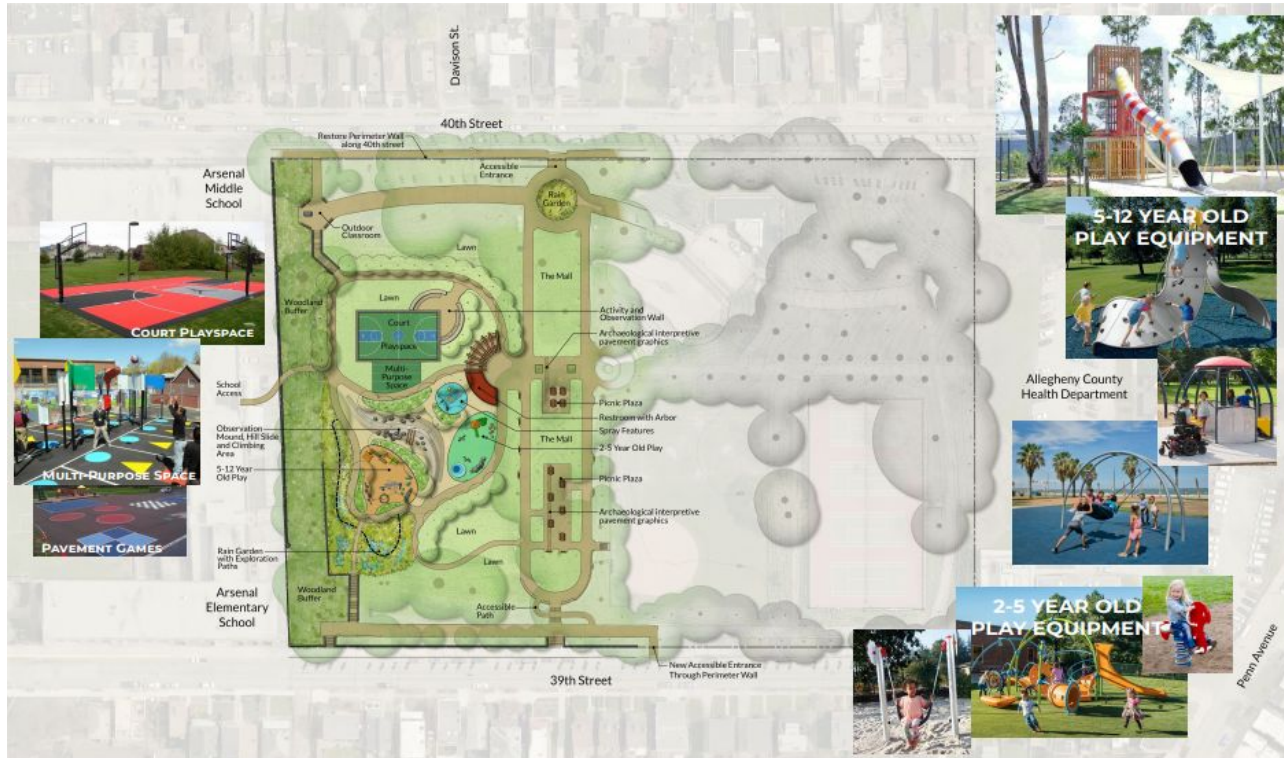 Davison St.
40th Street
Restore Perimeter Wall
along 40th street
Accessible
Entrance
Arsenal
Middle
School
Rain
Garden
Outdoor
Classroom
Lawn
The Mall
Woodland
Buffer
Lawn
Activity and
Observation Wall
Court
Playspace
Archaeological interpretive
pavement graphics
Multi-
Purpose
Space
School
Access
Picnic Plaza
Restroom with Arbor
Spray Features
Observation
Mound, Hill Slide
and Climbing
Area
The Mall
2-5 Year Old Play
5-12 Year
Old Play
Picnic Plaza
Archaeological interpretive
pavement graphics
Lawn
Rain Garden
with Exploration
Paths
Lawn
Arsenal
Elementary
School
Woodland
Buffer
Accessible
Path
New Accessible Entrance
Through Perimeter Wall
39th Street
COURT PLAYSPACE
MULTI-PURPOSE SPACE
PAVEMENT GAMES
5-12 YEAR OLD
PLAY EQUIPMENT
Allegheny County
Health Department
2-5 YEAR OLD
PLAY EQUIPMENT
Penn Avenue